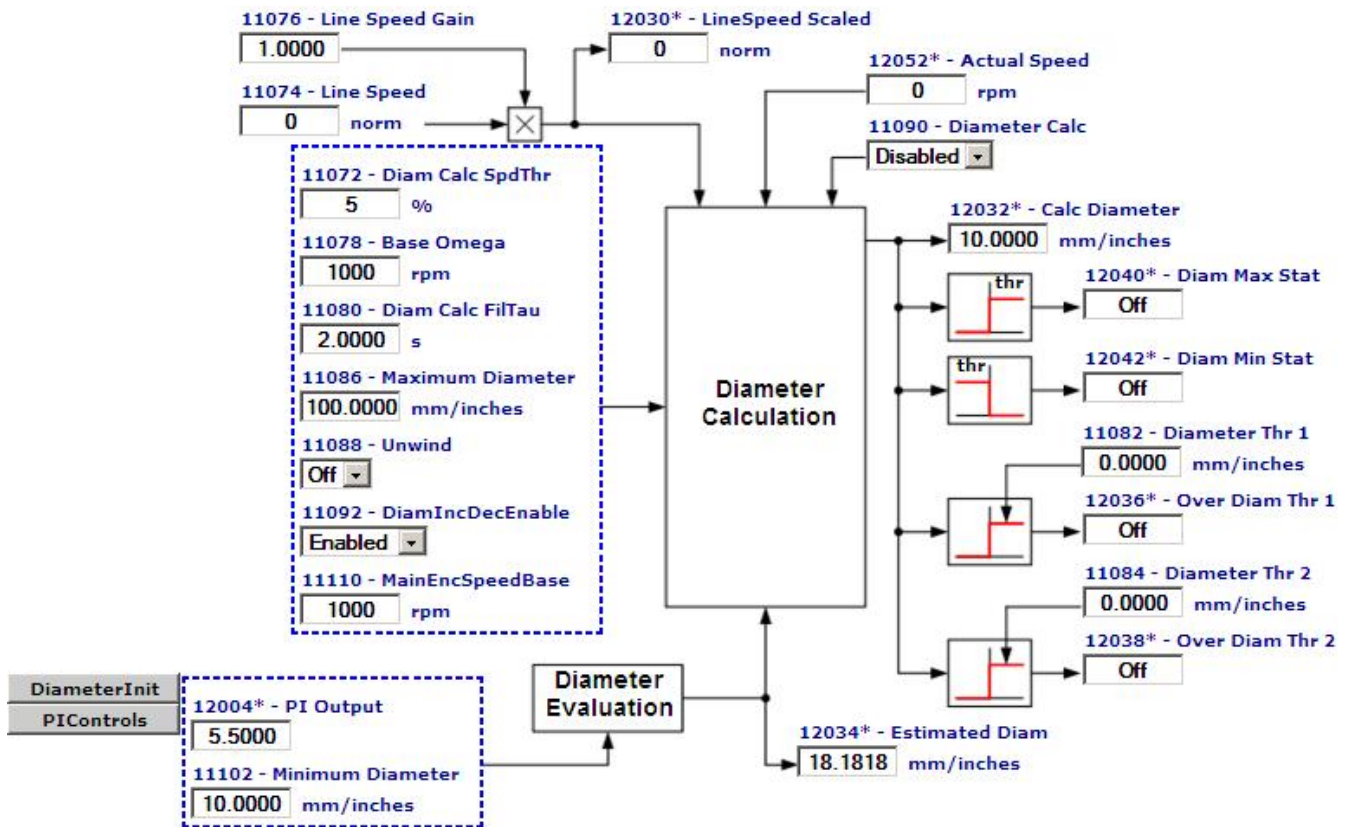 11076 - Line Speed Gain
1.0000
12030* - LineSpeed Scaled
0 norm
12052* - Actual Speed
0 rpm
11074 - Line Speed
0 norm
11090 - Diameter Calc
Disabled
11072 - Diam Calc SpdThr
5 %
11078 - Base Omega
1000 rpm
11080 - Diam Calc FilTau
2.0000 s
11086 - Maximum Diameter
100.0000 mm/inches
11088 - Unwind
Off
11092 - DiamIncDecEnable
Enabled
11110 - MainEncSpeedBase
1000 rpm
Diameter
Calculation
12032* - Calc Diameter
10.0000 mm/inches
thr
12040* - Diam Max Stat
Off
thr
12042* - Diam Min Stat
Off
11082 - Diameter Thr 1
0.0000 mm/inches
12036* - Over Diam Thr 1
Off
11084 - Diameter Thr 2
0.0000 mm/inches
12038* - Over Diam Thr 2
Off
DiameterInit
PIControls
12004* - PI Output
5.5000
11102 - Minimum Diameter
10.0000 mm/inches
Diameter
Evaluation
12034* - Estimated Diam
18.1818 mm/inches